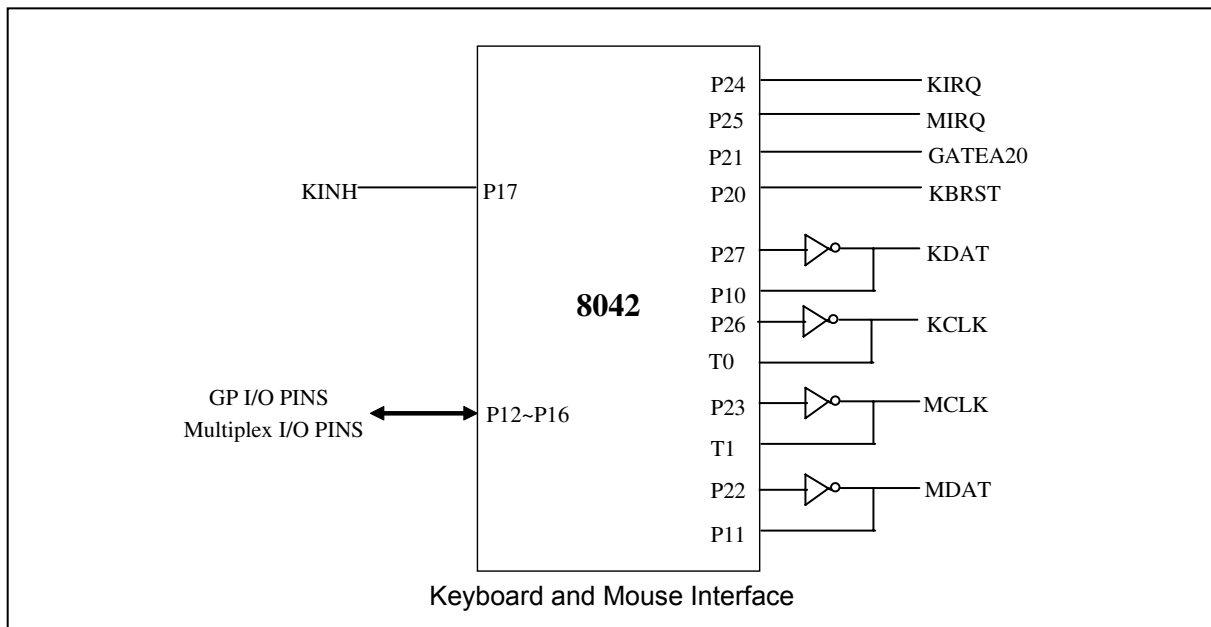 P24 KIRQ
P25 MIRQ
P21 GATEA20
KINH P17 P20 KBRST
P27 KDAT
8042
P10
P26 KCLK
T0
GP I/O PINS
Multiplex I/O PINS
P12~P16
P23 MCLK
T1
P22 MDAT
P11
Keyboard and Mouse Interface